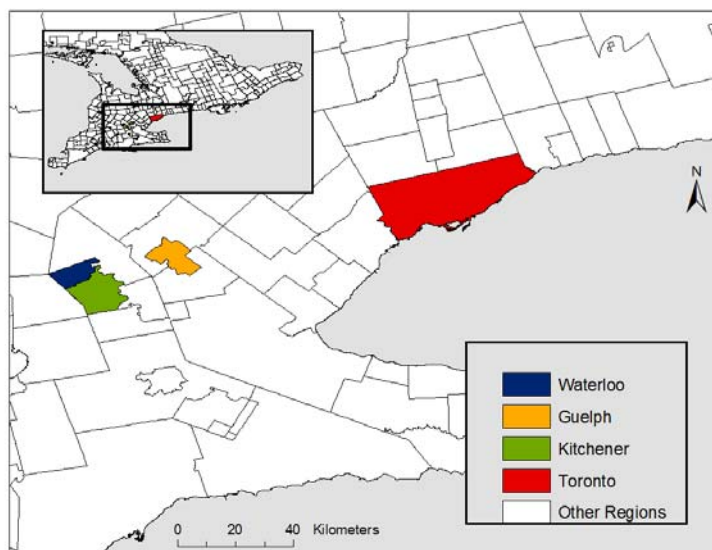 N
Waterloo
Guelph
Kitchener
Toronto
Other Regions
0 20 40 Kilometers